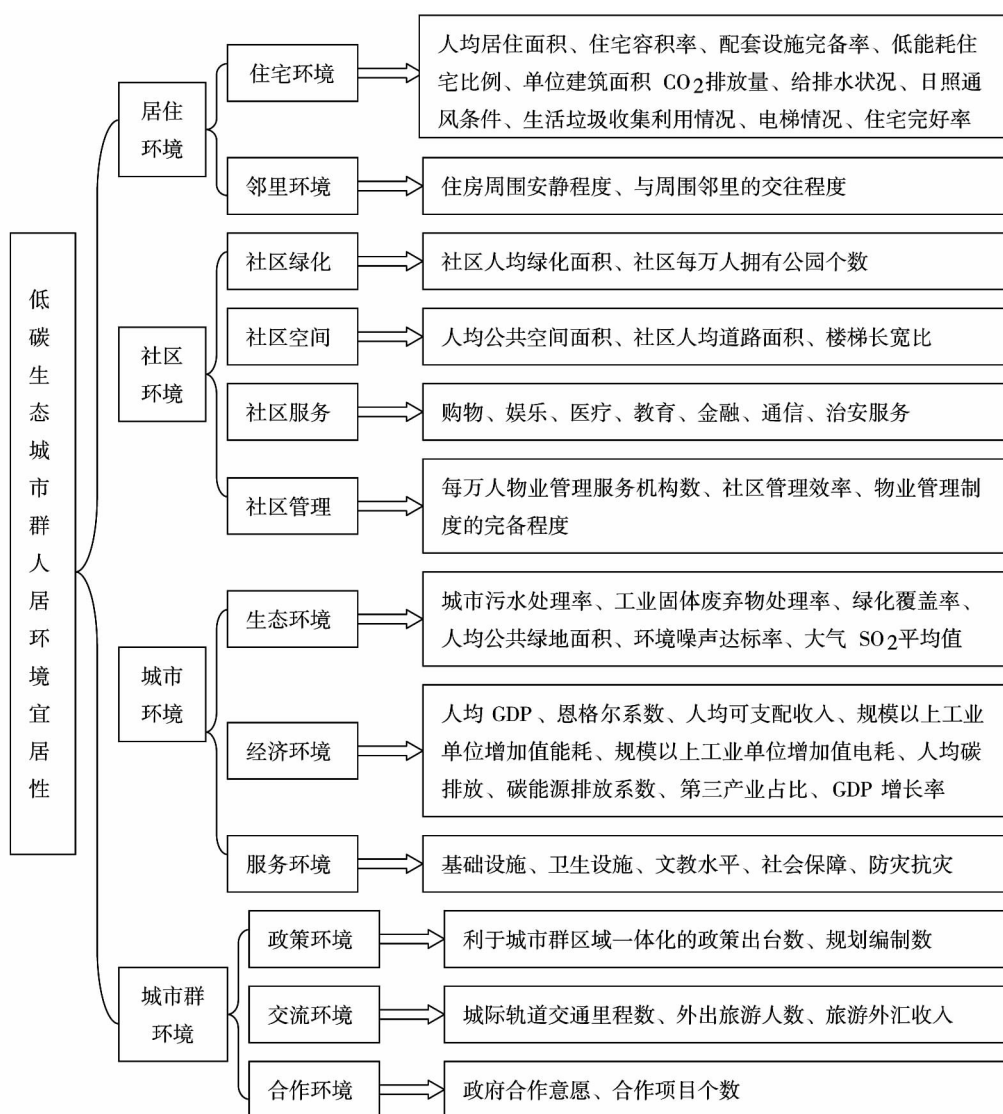 低碳生态城市群人居环境宜居性
居住
环境
住宅环境
人均居住面积、住宅容积率、配套设施完备率、低能耗住
宅比例、单位建筑面积 CO2排放量、给排水状况、日照通
风条件、生活垃圾收集利用情况、电梯情况、住宅完好率
邻里环境
住房周围安静程度、与周围邻里的交往程度
社区
环境
社区绿化
社区人均绿化面积、社区每万人拥有公园个数
社区空间
人均公共空间面积、社区人均道路面积、楼梯长宽比
社区服务
购物、娱乐、医疗、教育、金融、通信、治安服务
社区管理
每万人物业管理服务机构数、社区管理效率、物业管理制
度的完备程度
城市
环境
生态环境
城市污水处理率、工业固体废弃物处理率、绿化覆盖率、
人均公共绿地面积、环境噪声达标率、大气 SO2平均值
经济环境
人均 GDP、恩格尔系数、人均可支配收入、规模以上工业
单位增加值能耗、规模以上工业单位增加值电耗、人均碳
排放、碳能源排放系数、第三产业占比、GDP 增长率
服务环境
基础设施、卫生设施、文教水平、社会保障、防灾抗灾
城市群
环境
政策环境
利于城市群区域一体化的政策出台数、规划编制数
交流环境
城际轨道交通里程数、外出旅游人数、旅游外汇收入
合作环境
政府合作意愿、合作项目个数